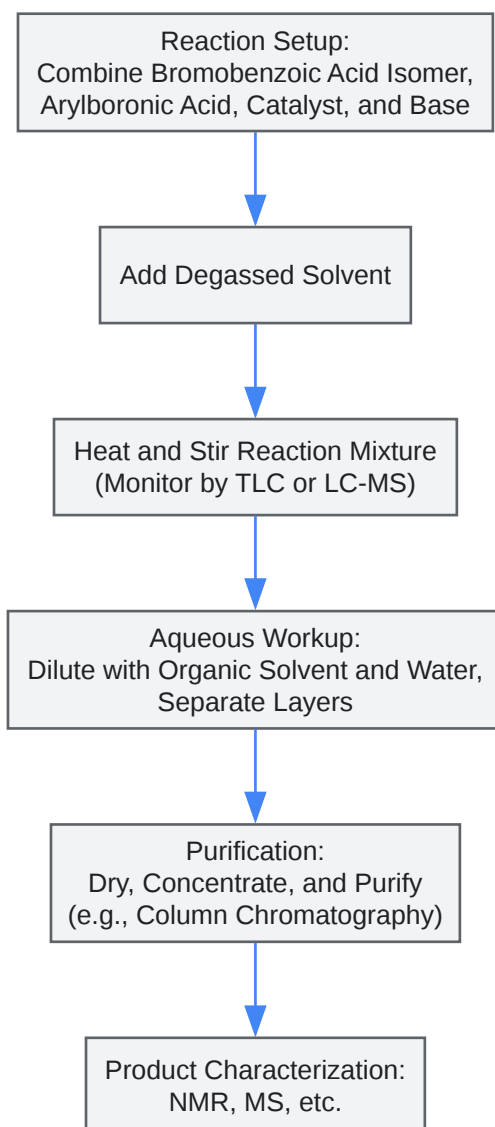 Reaction Setup:
Combine Bromobenzoic Acid Isomer,
Arylboronic Acid, Catalyst, and Base
Add Degassed Solvent
Heat and Stir Reaction Mixture
(Monitor by TLC or LC-MS)
Aqueous Workup:
Dilute with Organic Solvent and Water,
Separate Layers
Purification:
Dry, Concentrate, and Purify
(e.g., Column Chromatography)
Product Characterization:
NMR, MS, etc.